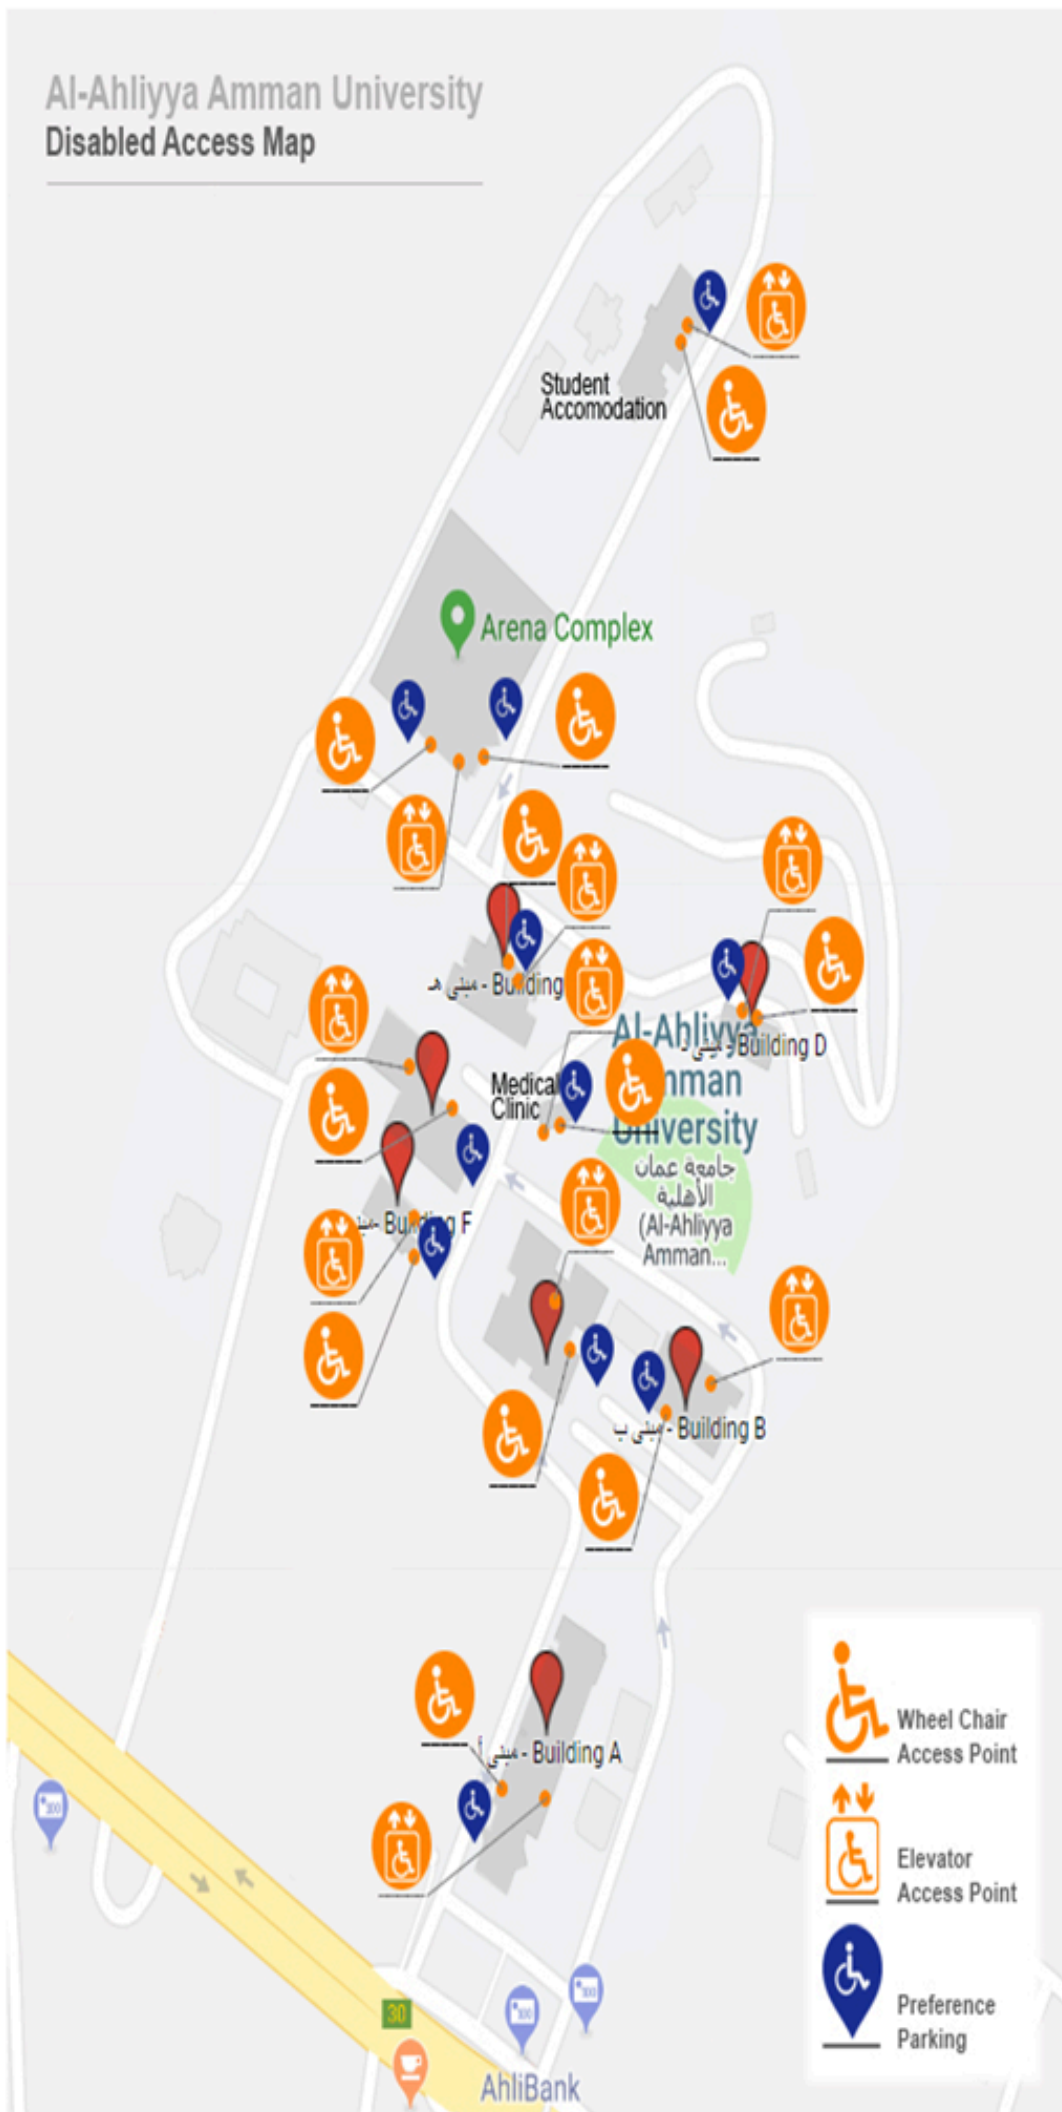 Al-Ahliyya Amman University
Disabled Access Map
Student
Accomodation
Arena Complex
مبنى هـ - Building
Building D
Al-Ahliyya
Amman
University
جامعة عمان
الأهلية
(Al-Ahliyya
Amman...
Medical
Clinic
Building F
مبنى ب - Building B
مبنى أ - Building A
Wheel Chair
Access Point
Elevator
Access Point
Preference
Parking
30
AhliBank